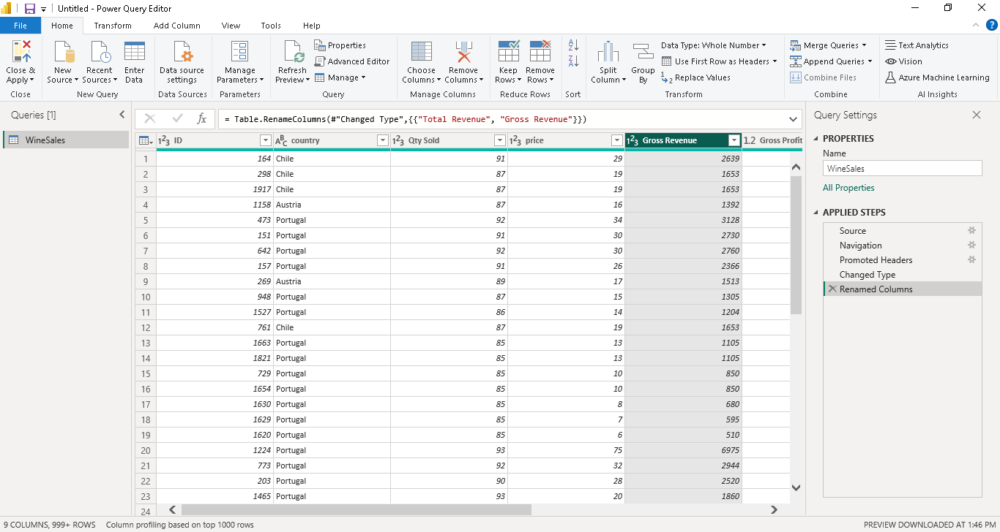 Untitled - Power Query Editor
File Home Transform Add Column View Tools Help ?
Close & Apply
New Source
Recent Sources
Enter Data
Data source settings
Manage Parameters
Refresh Preview
Properties
Advanced Editor
Manage
Choose Columns
Remove Columns
Keep Rows
Remove Rows
A Z
Z A
Split Column
Group By
Data Type: Whole Number
Use First Row as Headers
1 2 Replace Values
Merge Queries
Append Queries
Combine Files
Text Analytics
Vision
Azure Machine Learning
Close New Query Data Sources Parameters Query Manage Columns Reduce Rows Sort Transform Combine AI Insights
Queries [1]
WineSales
fx = Table.RenameColumns(#"Changed Type",{{"Total Revenue", "Gross Revenue"}})
123 ID ABC country 123 Qty Sold 123 price 123 Gross Revenue 1.2 Gross Profit
1 164 Chile 91 29 2639
2 298 Chile 87 19 1653
3 1917 Chile 87 19 1653
4 1158 Austria 87 16 1392
5 473 Portugal 92 34 3128
6 151 Portugal 91 30 2730
7 642 Portugal 92 30 2760
8 157 Portugal 91 26 2366
9 269 Austria 89 17 1513
10 948 Portugal 87 15 1305
11 1527 Portugal 86 14 1204
12 761 Chile 87 19 1653
13 1663 Portugal 85 13 1105
14 1821 Portugal 85 13 1105
15 729 Portugal 85 10 850
16 1654 Portugal 85 10 850
17 1630 Portugal 85 8 680
18 1629 Portugal 85 7 595
19 1620 Portugal 85 6 510
20 1224 Portugal 93 75 6975
21 773 Portugal 92 32 2944
22 203 Portugal 90 28 2520
23 1465 Portugal 93 20 1860
24
Query Settings
PROPERTIES
Name
WineSales
All Properties
APPLIED STEPS
Source
Navigation
Promoted Headers
Changed Type
Renamed Columns
9 COLUMNS, 999+ ROWS Column profiling based on top 1000 rows PREVIEW DOWNLOADED AT 1:46 PM